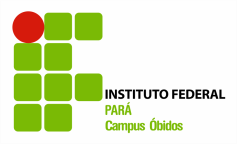 INSTITUTO FEDERAL
PARÁ
Campus Óbidos